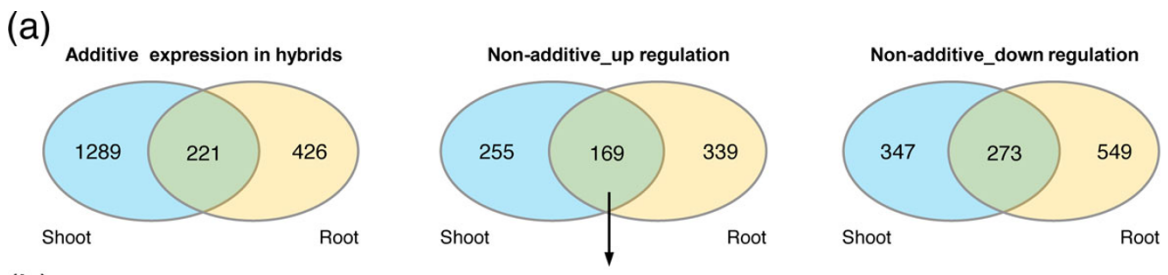 (a)
Additive expression in hybrids
Non-additive_up regulation
Non-additive_down regulation
1289 221 426
255 169 339
347 273 549
Shoot Root
Shoot Root
Shoot Root